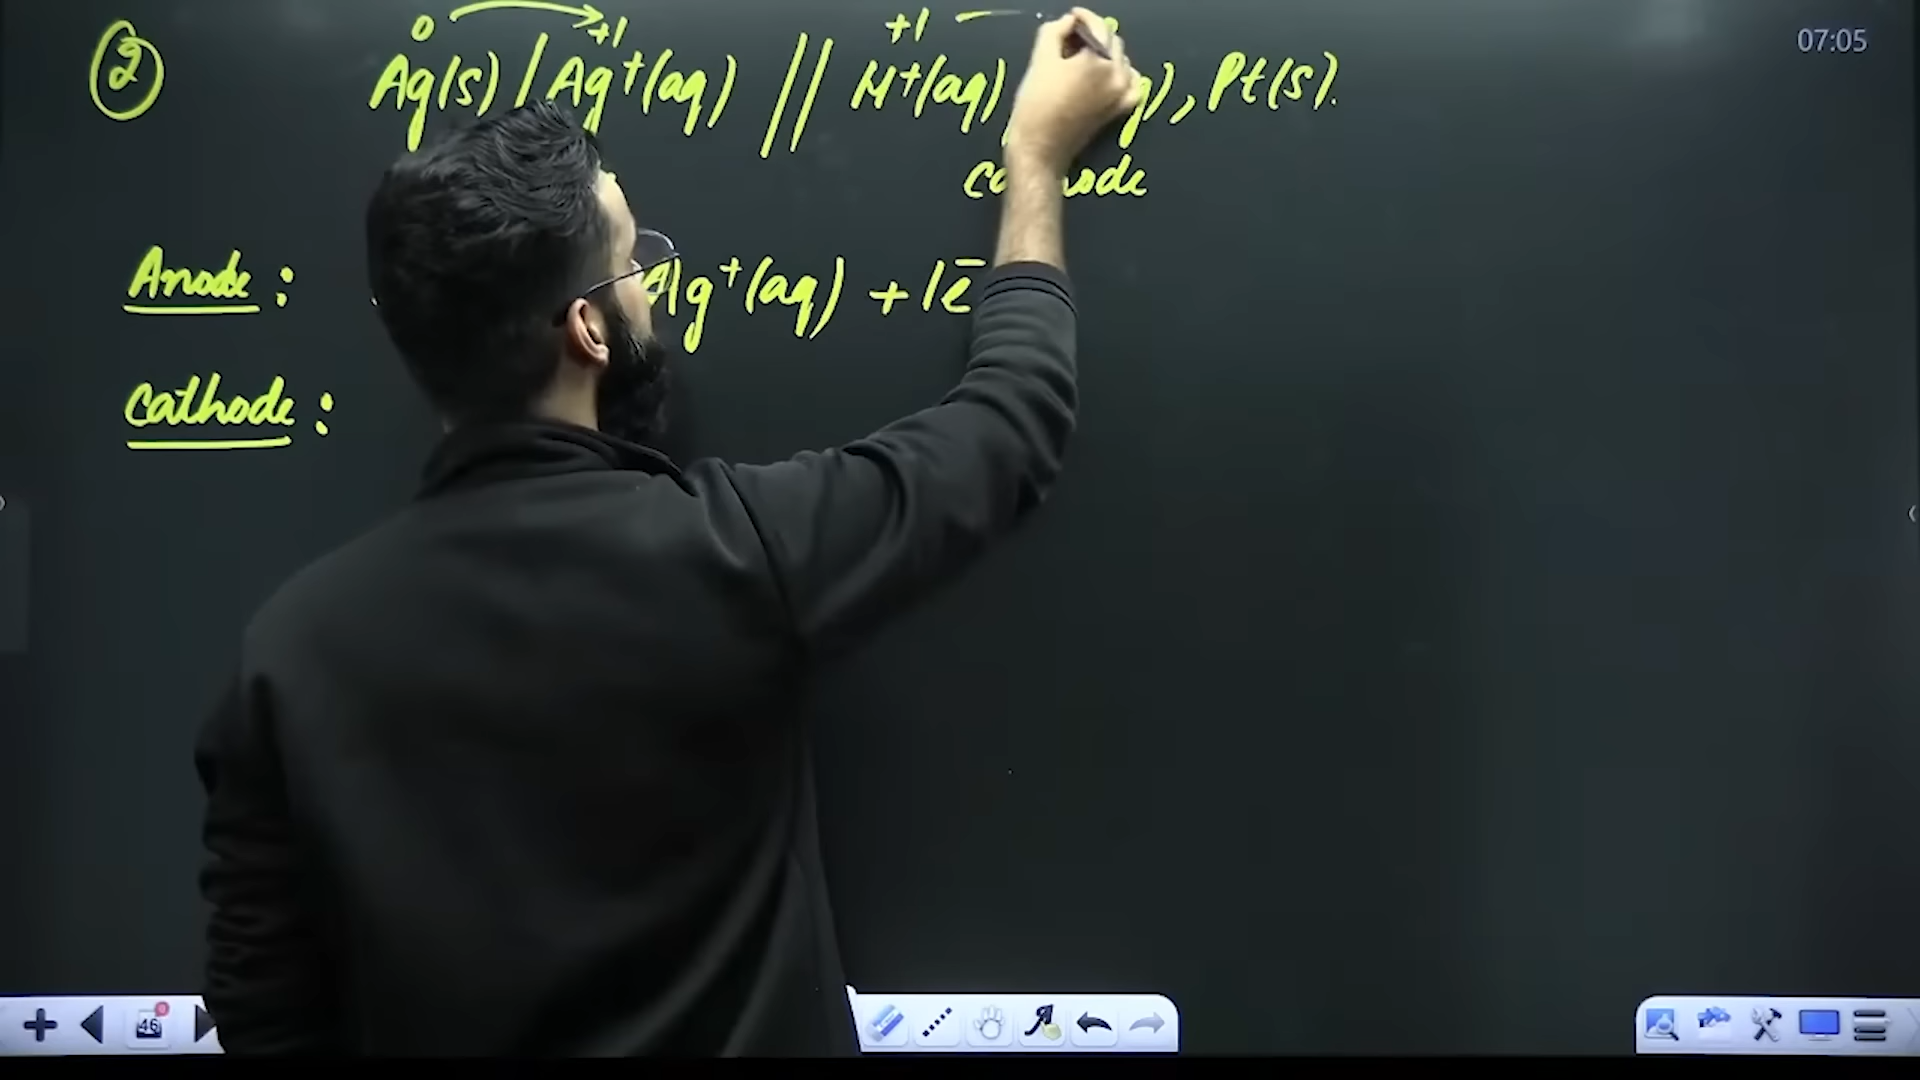 07:05
② Ag(s) / Ag⁺(aq) // H⁺(aq) g), Pt(s).
0 +1 +1
Anode : Ag⁺(aq) + 1e⁻
Cathode :
46